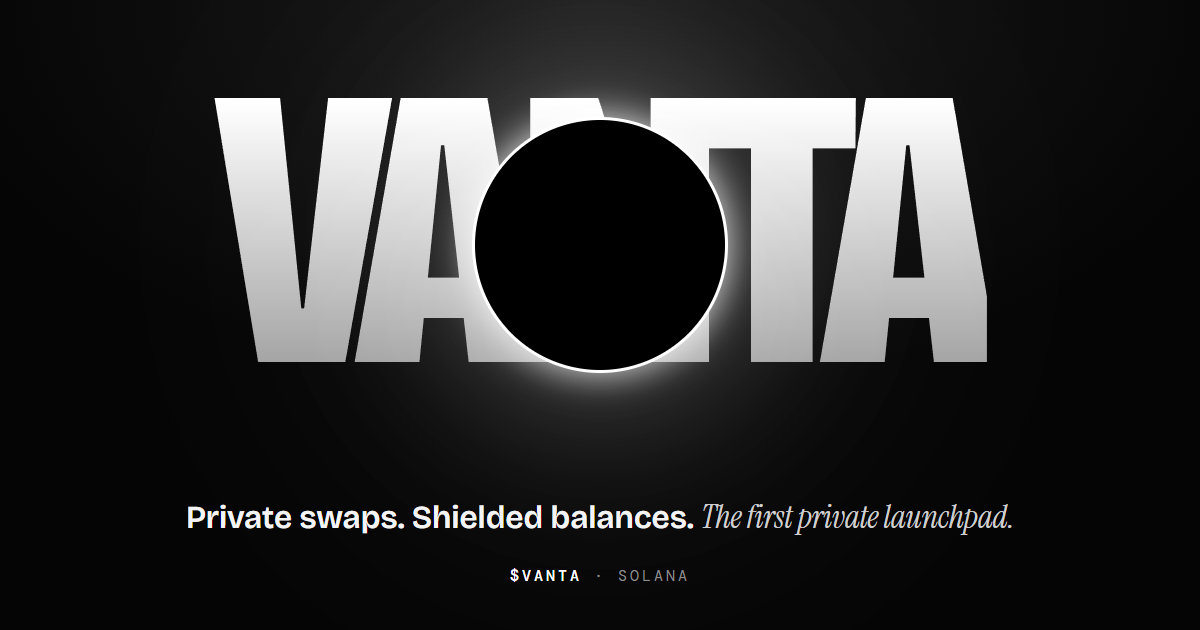 VANTA
Private swaps. Shielded balances. The first private launchpad.
$VANTA · SOLANA